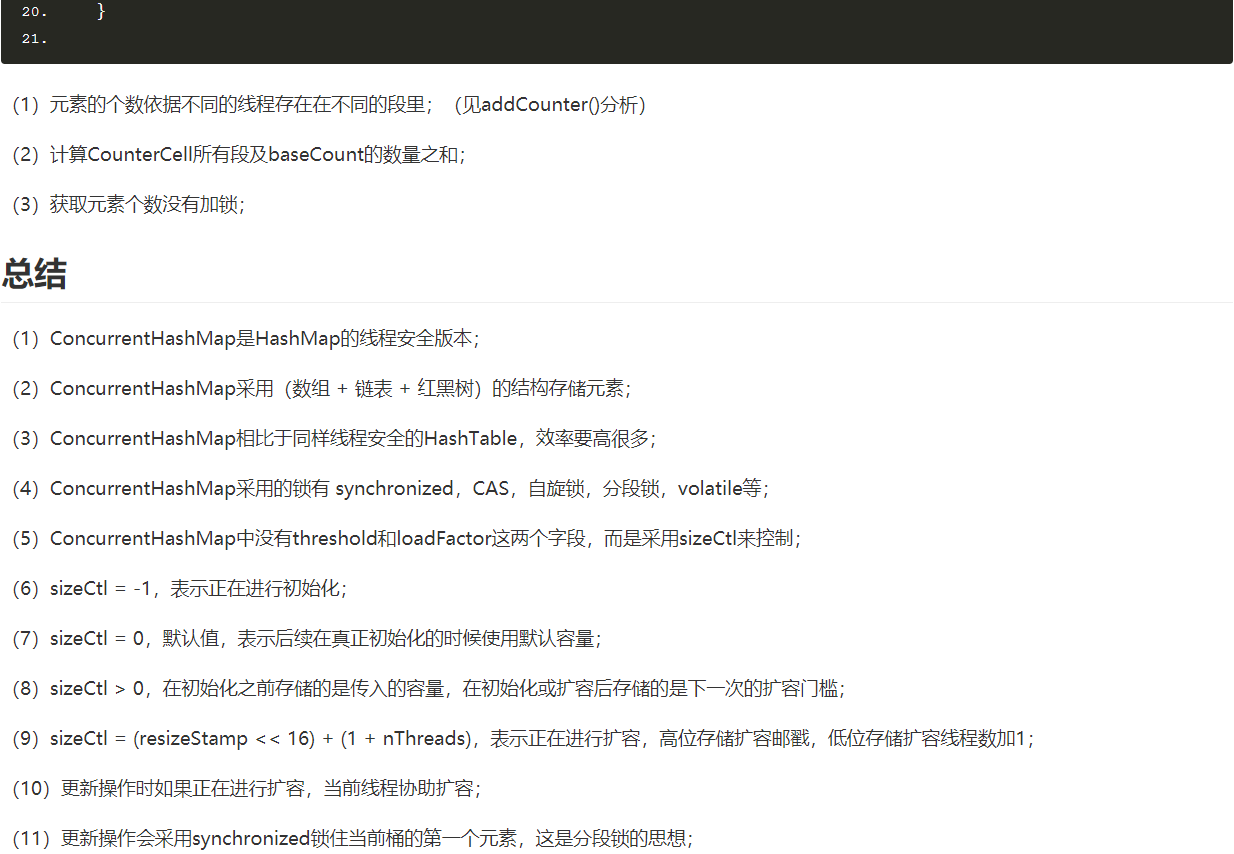 20. }
21.
(1）元素的个数依据不同的线程存在在不同的段里；（见addCounter()分析）
(2）计算CounterCell所有段及baseCount的数量之和；
(3）获取元素个数没有加锁；
总结
(1）ConcurrentHashMap是HashMap的线程安全版本；
(2）ConcurrentHashMap采用（数组 + 链表 + 红黑树）的结构存储元素；
(3）ConcurrentHashMap相比于同样线程安全的HashTable，效率要高很多；
(4）ConcurrentHashMap采用的锁有 synchronized，CAS，自旋锁，分段锁，volatile等；
(5）ConcurrentHashMap中没有threshold和loadFactor这两个字段，而是采用sizeCtl来控制；
(6）sizeCtl = -1，表示正在进行初始化；
(7）sizeCtl = 0，默认值，表示后续在真正初始化的时候使用默认容量；
(8）sizeCtl > 0，在初始化之前存储的是传入的容量，在初始化或扩容后存储的是下一次的扩容门槛；
(9）sizeCtl = (resizeStamp << 16) + (1 + nThreads)，表示正在进行扩容，高位存储扩容邮戳，低位存储扩容线程数加1；
(10）更新操作时如果正在进行扩容，当前线程协助扩容；
(11）更新操作会采用synchronized锁住当前桶的第一个元素，这是分段锁的思想；